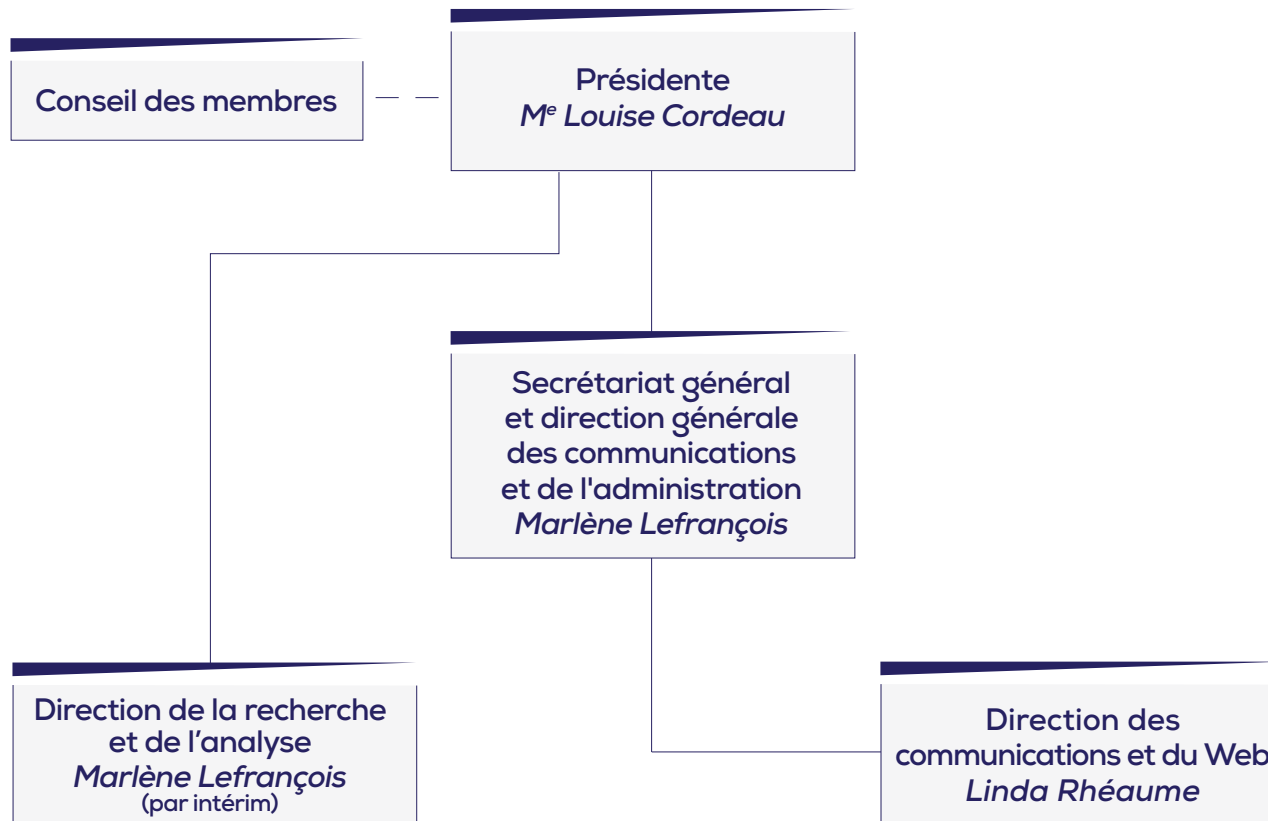 Conseil des membres
Présidente
Mᵉ Louise Cordeau
Secrétariat général
et direction générale
des communications
et de l'administration
Marlène Lefrançois
Direction de la recherche
et de l’analyse
Marlène Lefrançois
(par intérim)
Direction des
communications et du Web
Linda Rhéaume